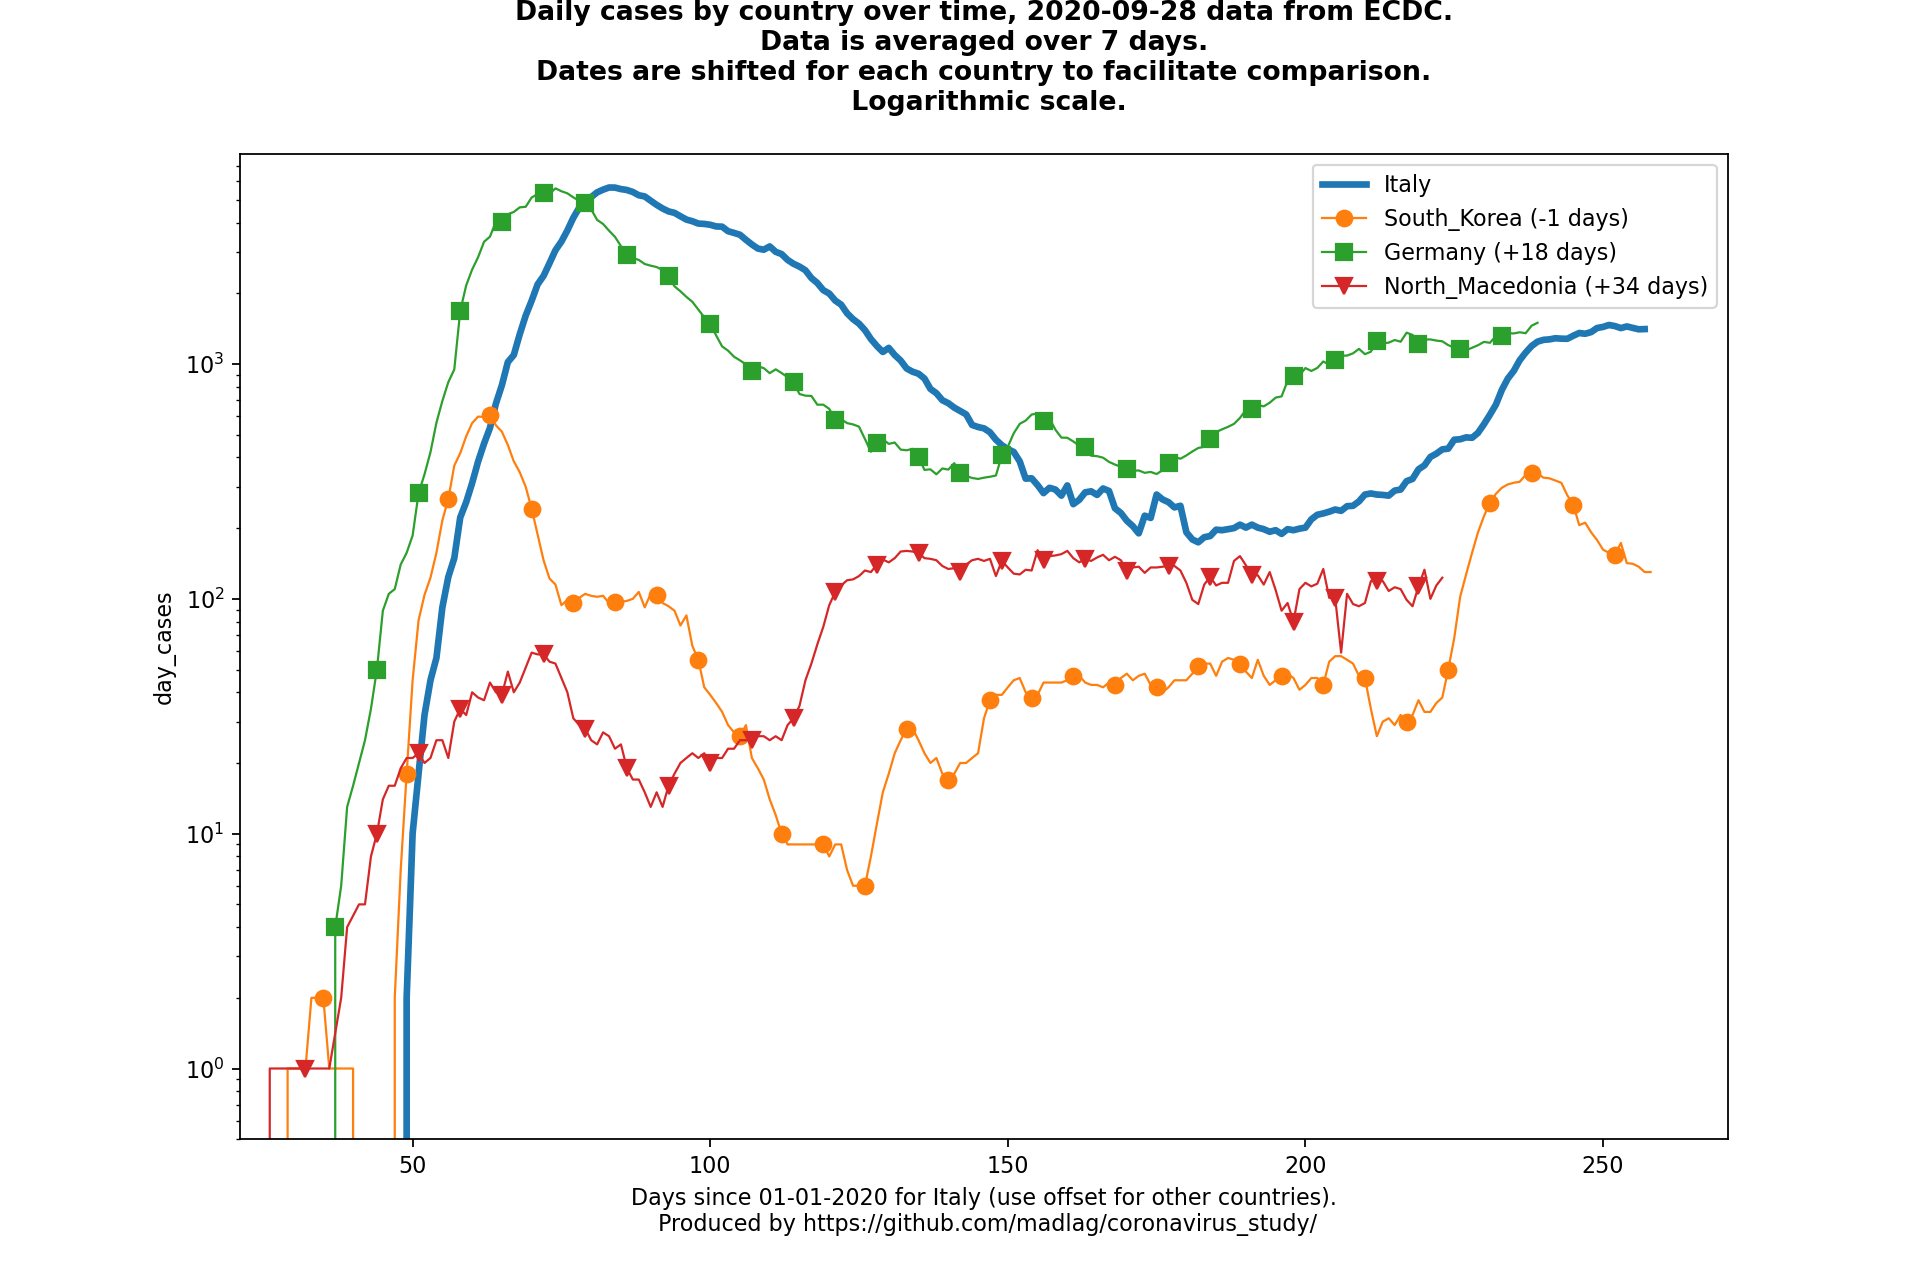 Daily cases by country over time, 2020-09-28 data from ECDC.
Data is averaged over 7 days.
Dates are shifted for each country to facilitate comparison.
Logarithmic scale.
Italy
South_Korea (-1 days)
Germany (+18 days)
North_Macedonia (+34 days)
day_cases
10³
10²
10¹
10⁰
50 100 150 200 250
Days since 01-01-2020 for Italy (use offset for other countries).
Produced by https://github.com/madlag/coronavirus_study/